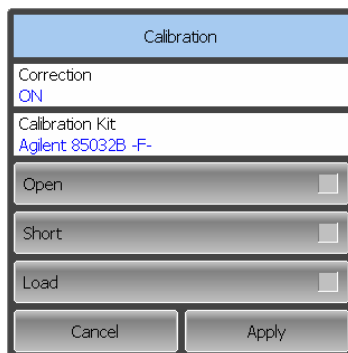 Calibration
Correction
ON
Calibration Kit
Agilent 85032B -F-
Open
Short
Load
Cancel
Apply